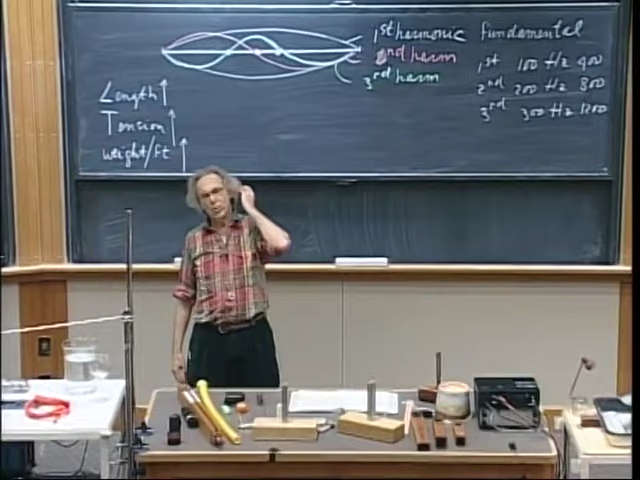 1st harmonic fundamental
2nd harm
3rd harm
1st 100 Hz 400
2nd 200 Hz 800
3rd 300 Hz 1200
Length ↑
Tension ↑
weight/ft ↑